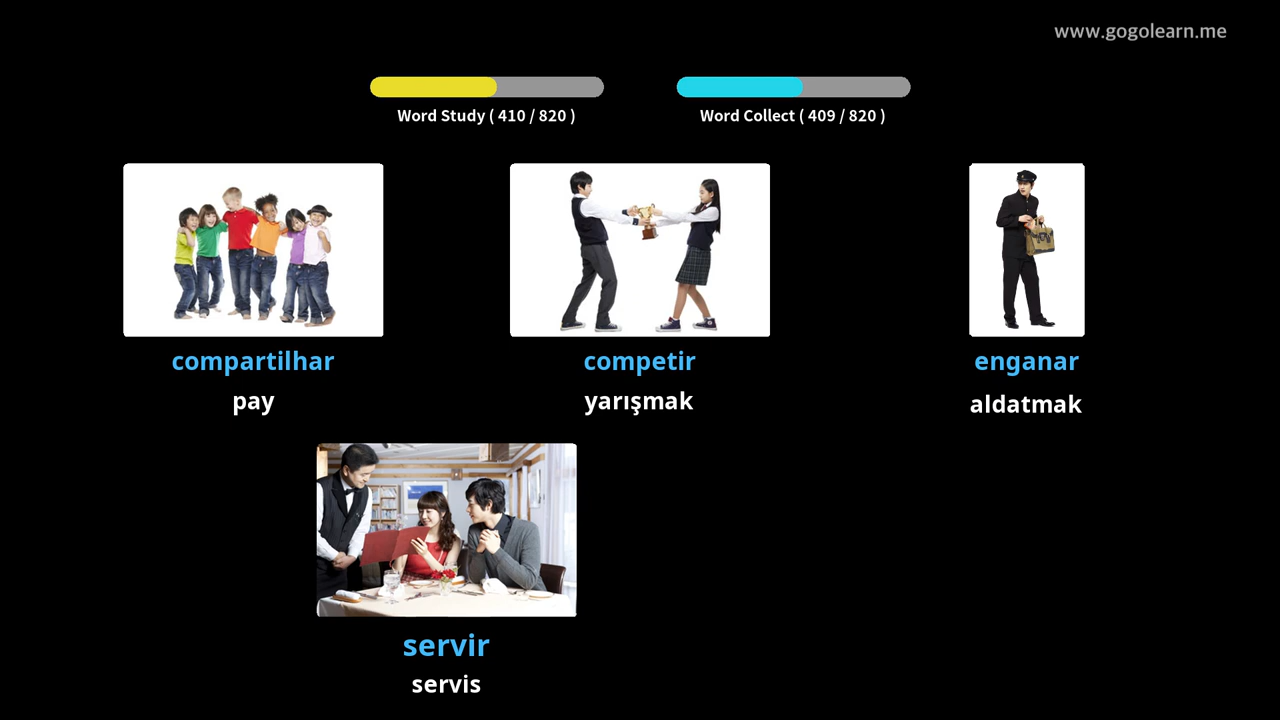 www.gogolearn.me
Word Study ( 410 / 820 )
Word Collect ( 409 / 820 )
compartilhar
pay
competir
yarışmak
enganar
aldatmak
servir
servis